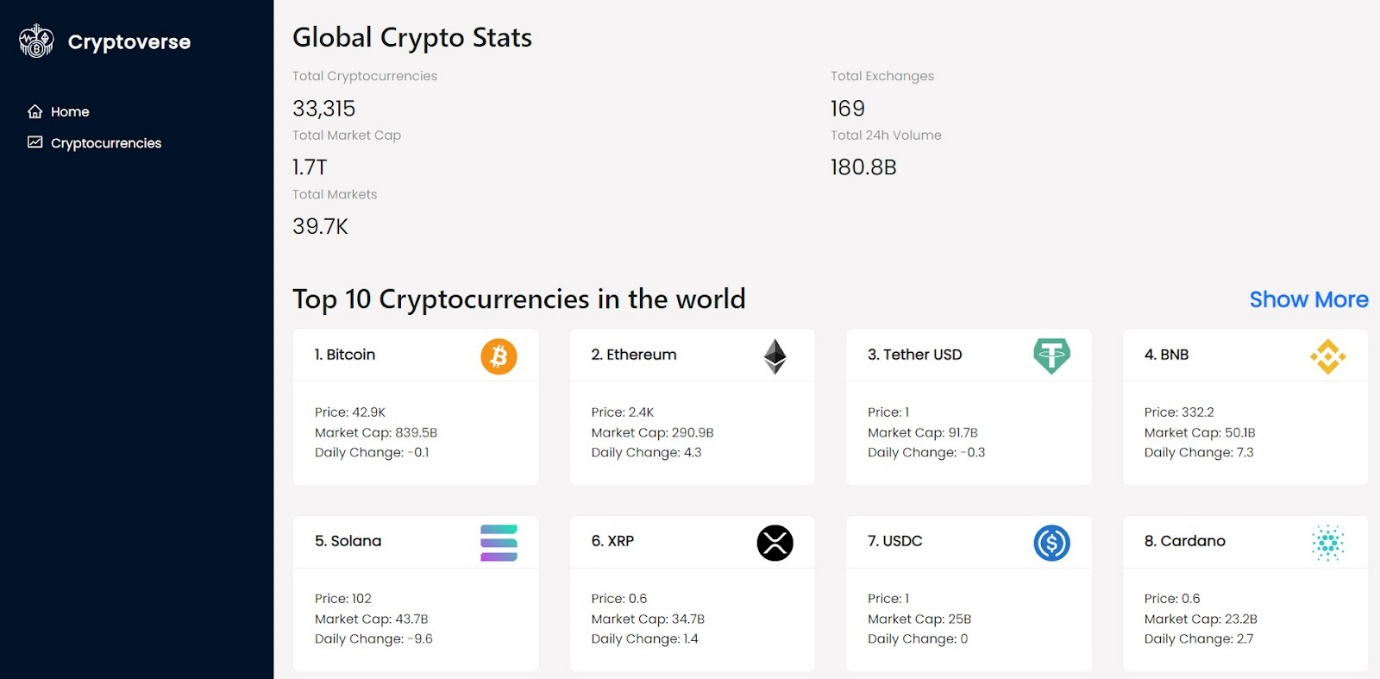 Cryptoverse
Home
Cryptocurrencies
Global Crypto Stats
Total Cryptocurrencies
33,315
Total Exchanges
169
Total Market Cap
1.7T
Total 24h Volume
180.8B
Total Markets
39.7K
Top 10 Cryptocurrencies in the world
Show More
1. Bitcoin
Price: 42.9K
Market Cap: 839.5B
Daily Change: -0.1
2. Ethereum
Price: 2.4K
Market Cap: 290.9B
Daily Change: 4.3
3. Tether USD
Price: 1
Market Cap: 91.7B
Daily Change: -0.3
4. BNB
Price: 332.2
Market Cap: 50.1B
Daily Change: 7.3
5. Solana
Price: 102
Market Cap: 43.7B
Daily Change: -9.6
6. XRP
Price: 0.6
Market Cap: 34.7B
Daily Change: 1.4
7. USDC
Price: 1
Market Cap: 25B
Daily Change: 0
8. Cardano
Price: 0.6
Market Cap: 23.2B
Daily Change: 2.7